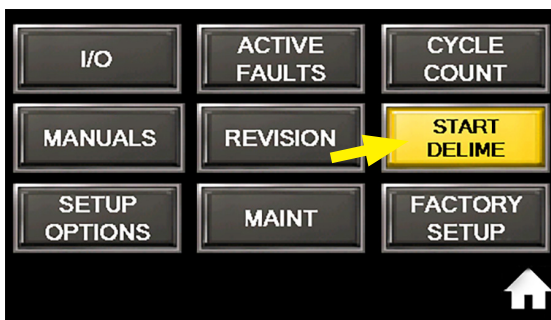 I/O
ACTIVE
FAULTS
CYCLE
COUNT
MANUALS
REVISION
START
DELIME
SETUP
OPTIONS
MAINT
FACTORY
SETUP